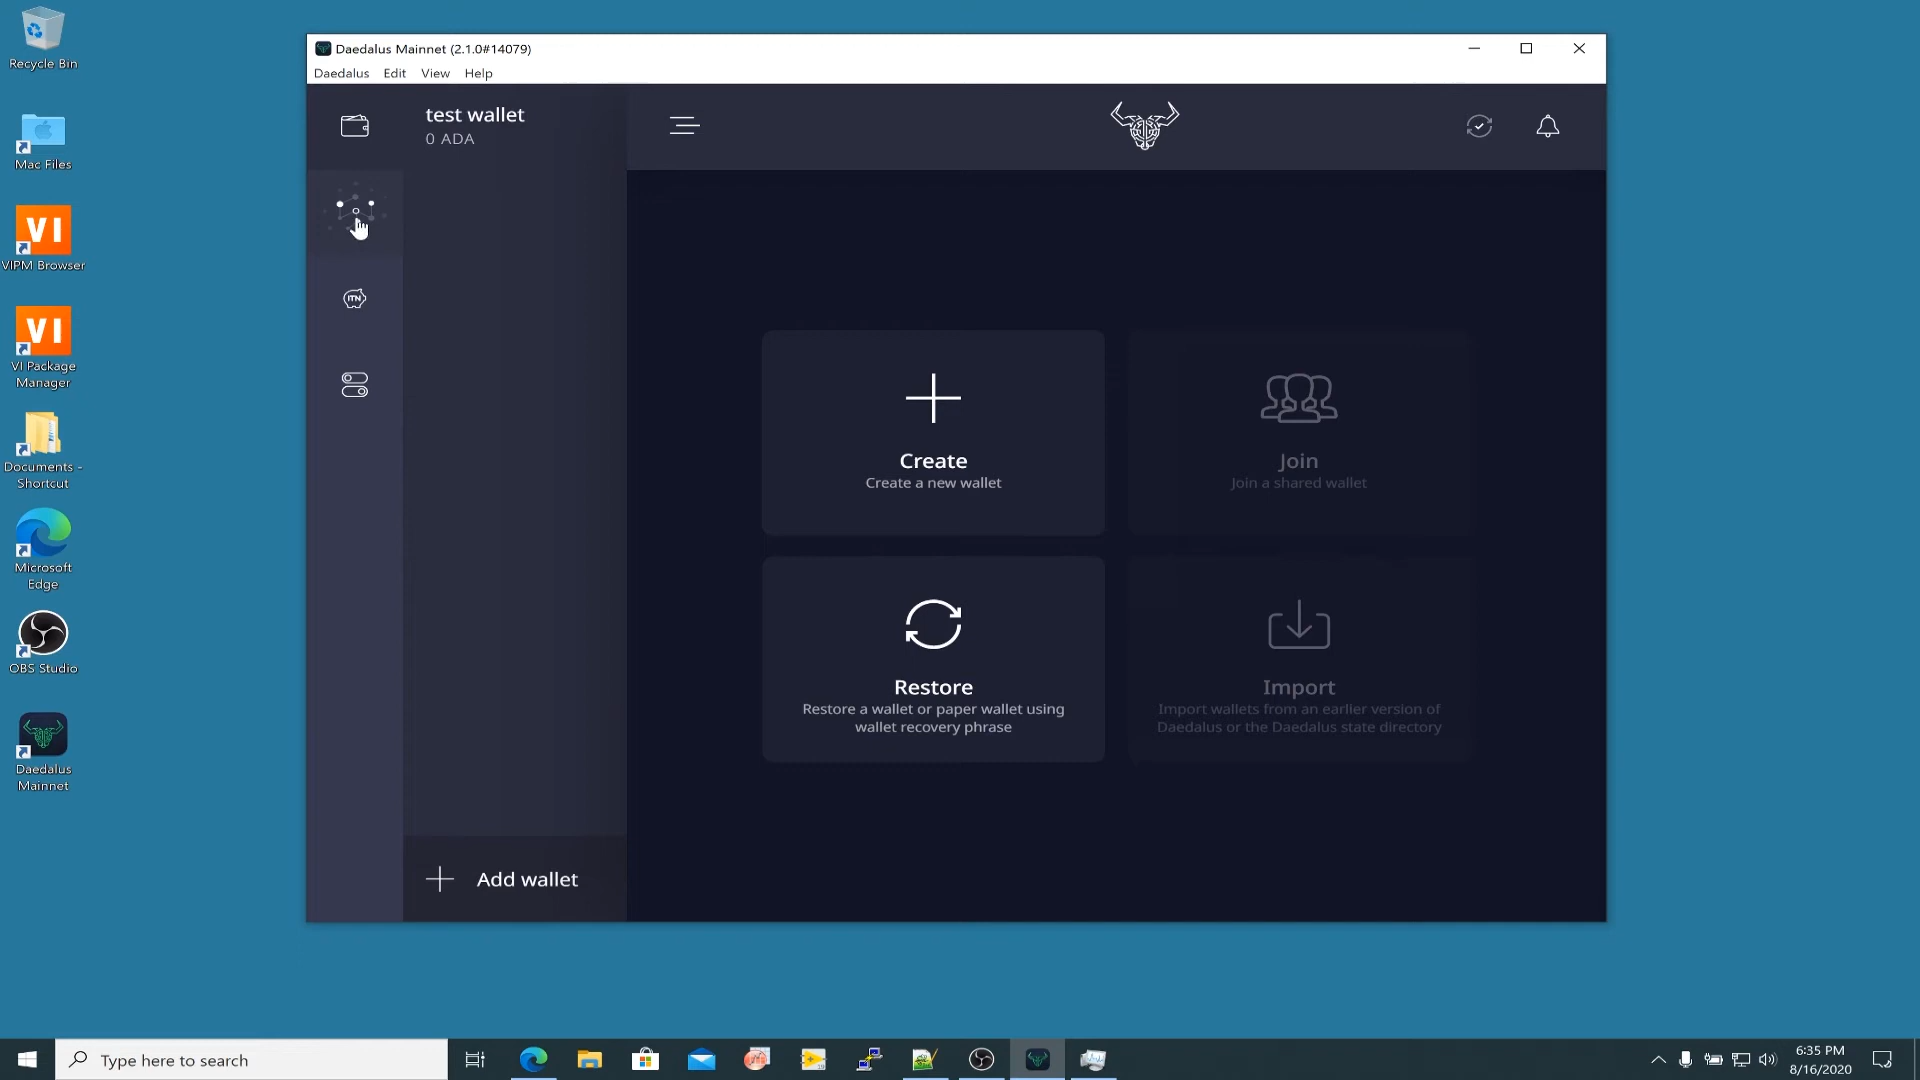 Recycle Bin
Mac Files
VI
VIPM Browser
VI
VI Package
Manager
Documents -
Shortcut
Microsoft
Edge
OBS Studio
Daedalus
Mainnet
Daedalus Mainnet (2.1.0#14079)
Daedalus Edit View Help
test wallet
0 ADA
ITN
Create
Create a new wallet
Join
Join a shared wallet
Restore
Restore a wallet or paper wallet using
wallet recovery phrase
Import
Import wallets from an earlier version of
Daedalus or the Daedalus state directory
Add wallet
Type here to search
6:35 PM
8/16/2020